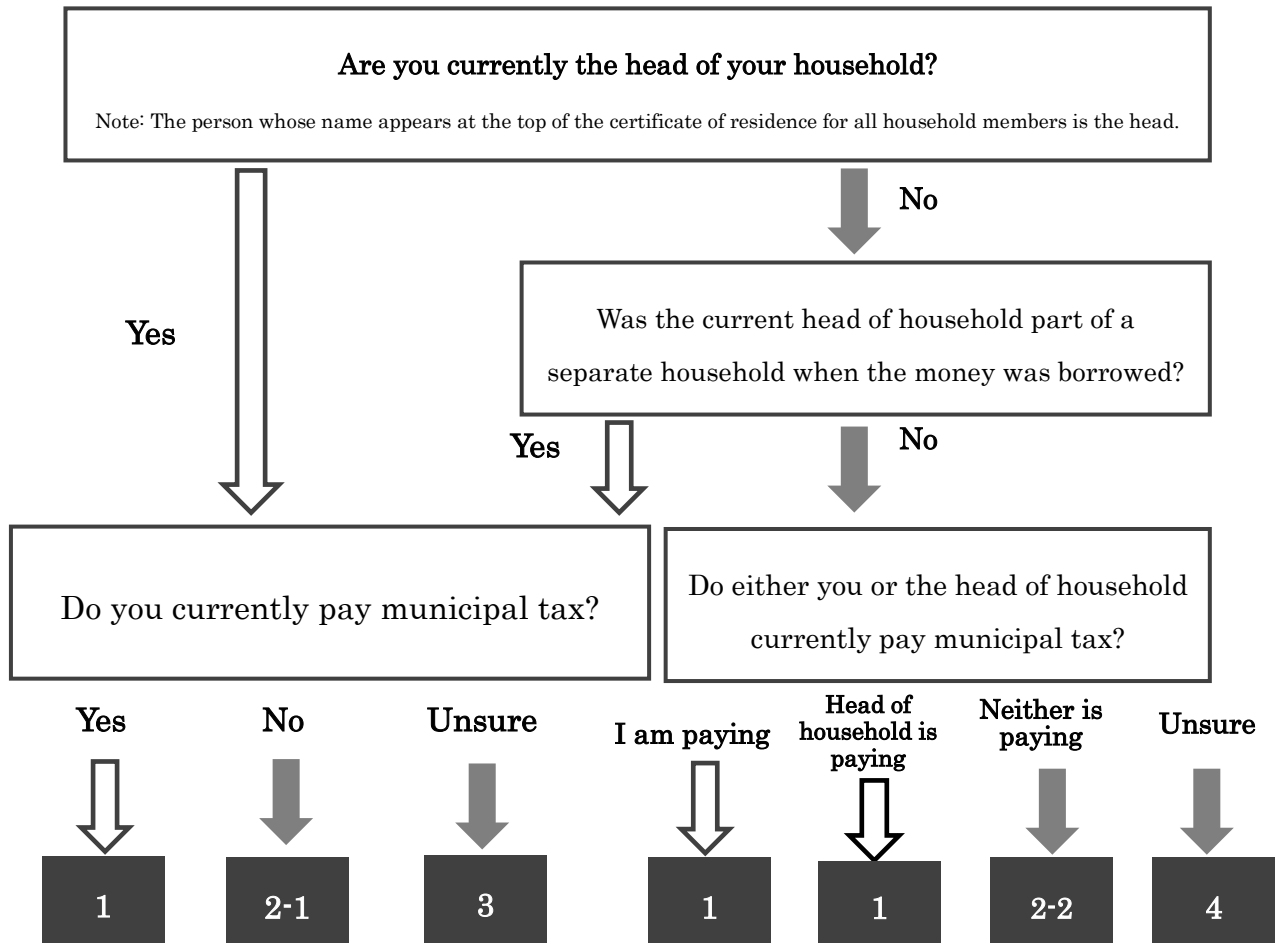 Are you currently the head of your household?
Note: The person whose name appears at the top of the certificate of residence for all household members is the head.
No
Yes
Was the current head of household part of a
separate household when the money was borrowed?
Yes
No
Do you currently pay municipal tax?
Do either you or the head of household
currently pay municipal tax?
Yes
No
Unsure
I am paying
Head of
household is
paying
Neither is
paying
Unsure
1
2-1
3
1
1
2-2
4